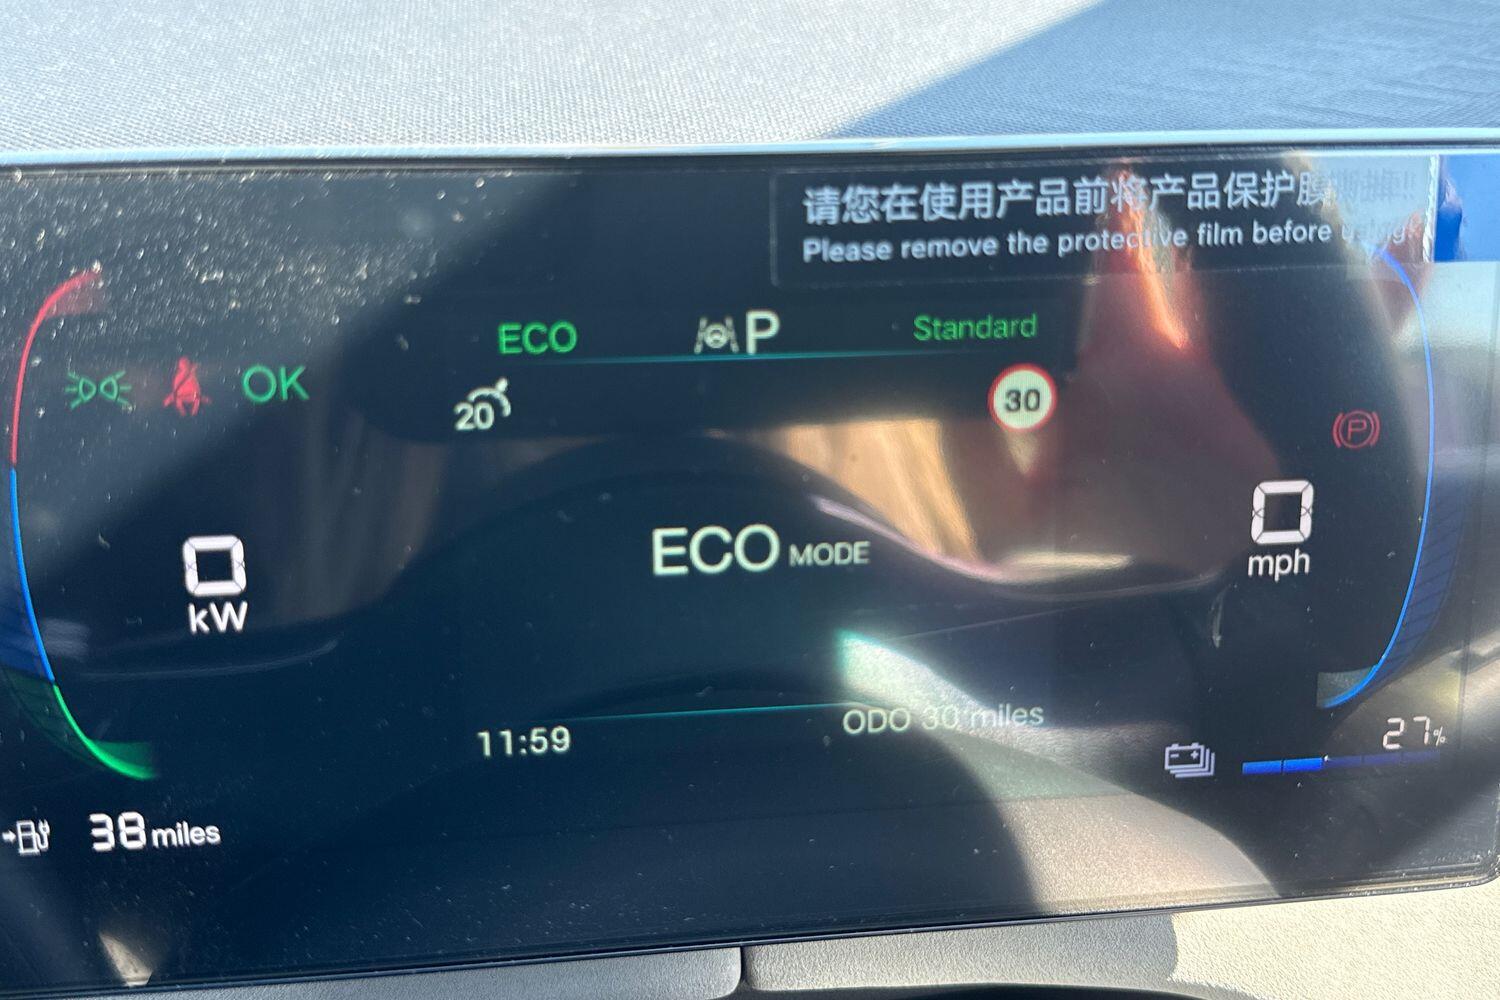 请您在使用产品前将产品保护膜
Please remove the protective film before using
ECO P Standard
OK
20 30
P
ECO MODE
0 kW
0 mph
11:59 ODO 30 miles
27%
38 miles